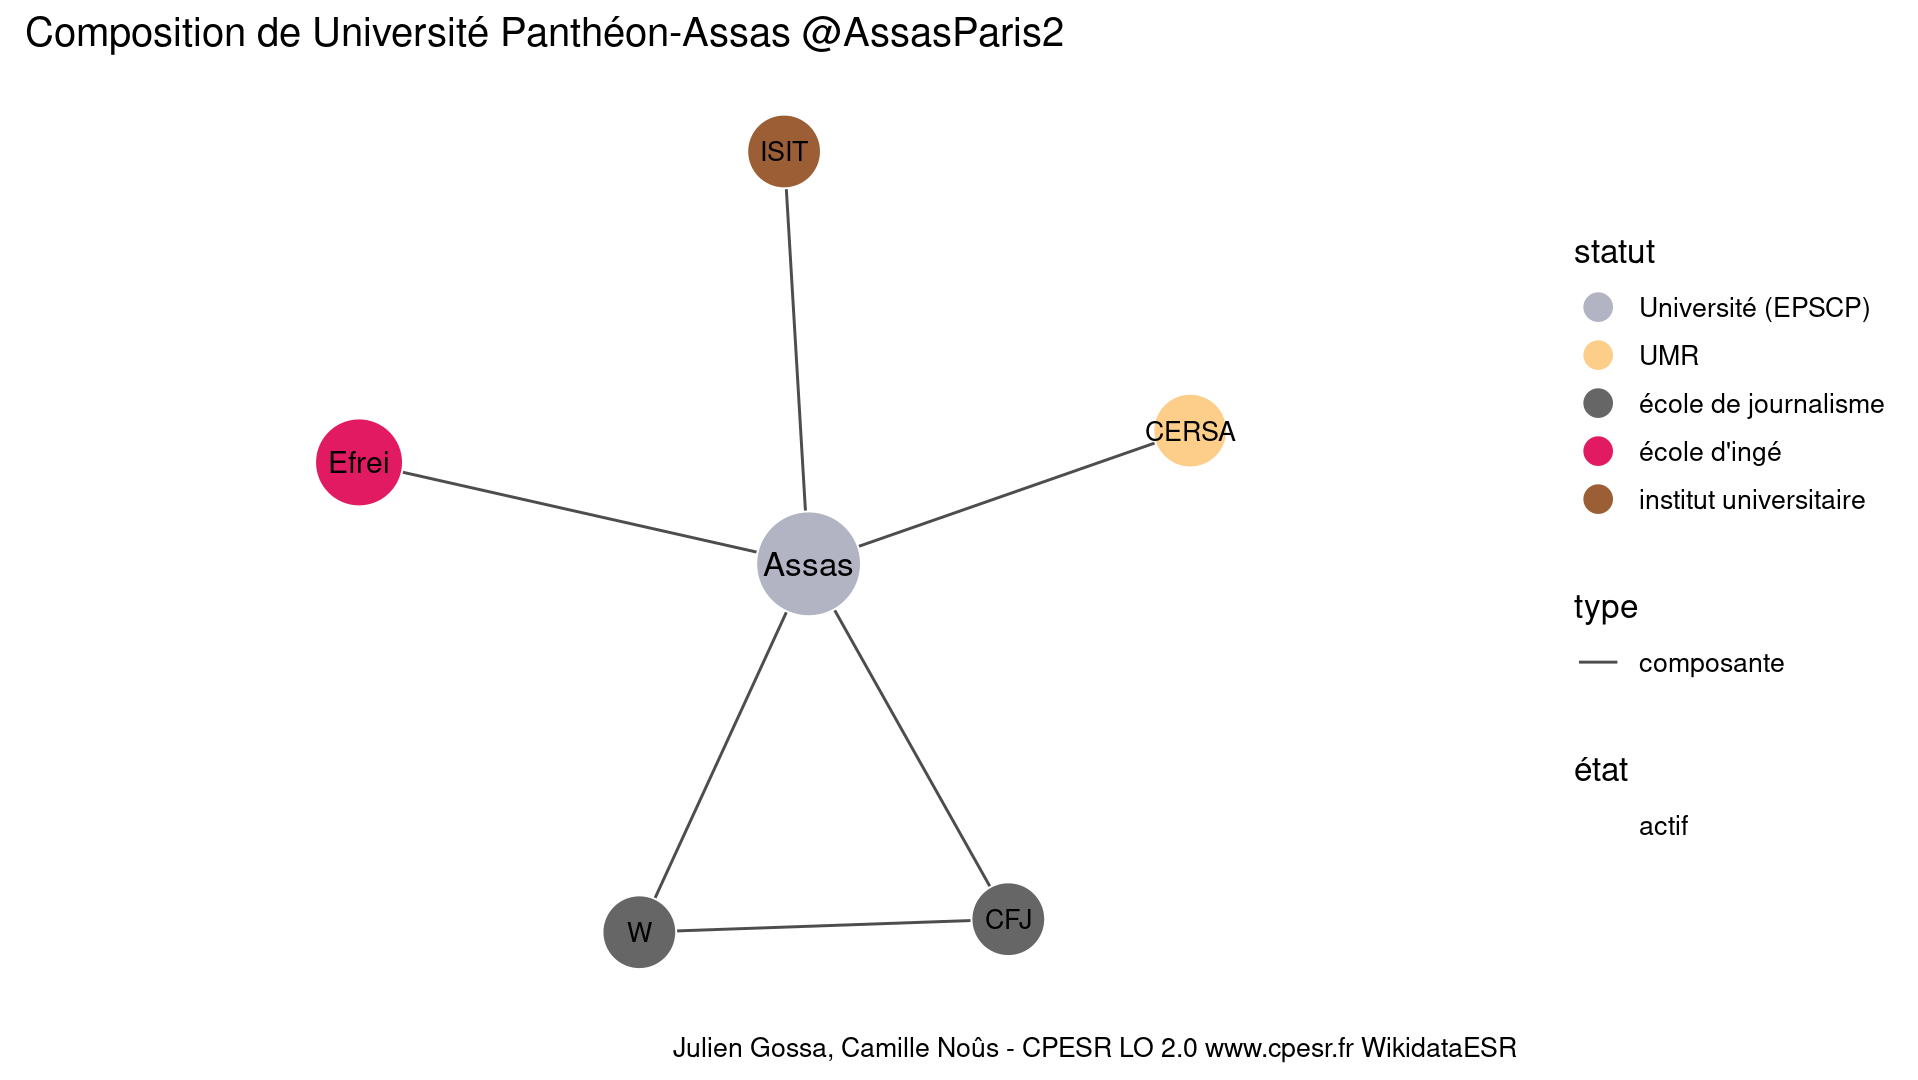 Composition de Université Panthéon-Assas @AssasParis2
ISIT
CERSA
Efrei
Assas
W
CFJ
statut
Université (EPSCP)
UMR
école de journalisme
école d'ingé
institut universitaire
type
composante
état
actif
Julien Gossa, Camille Noûs - CPESR LO 2.0 www.cpesr.fr WikidataESR